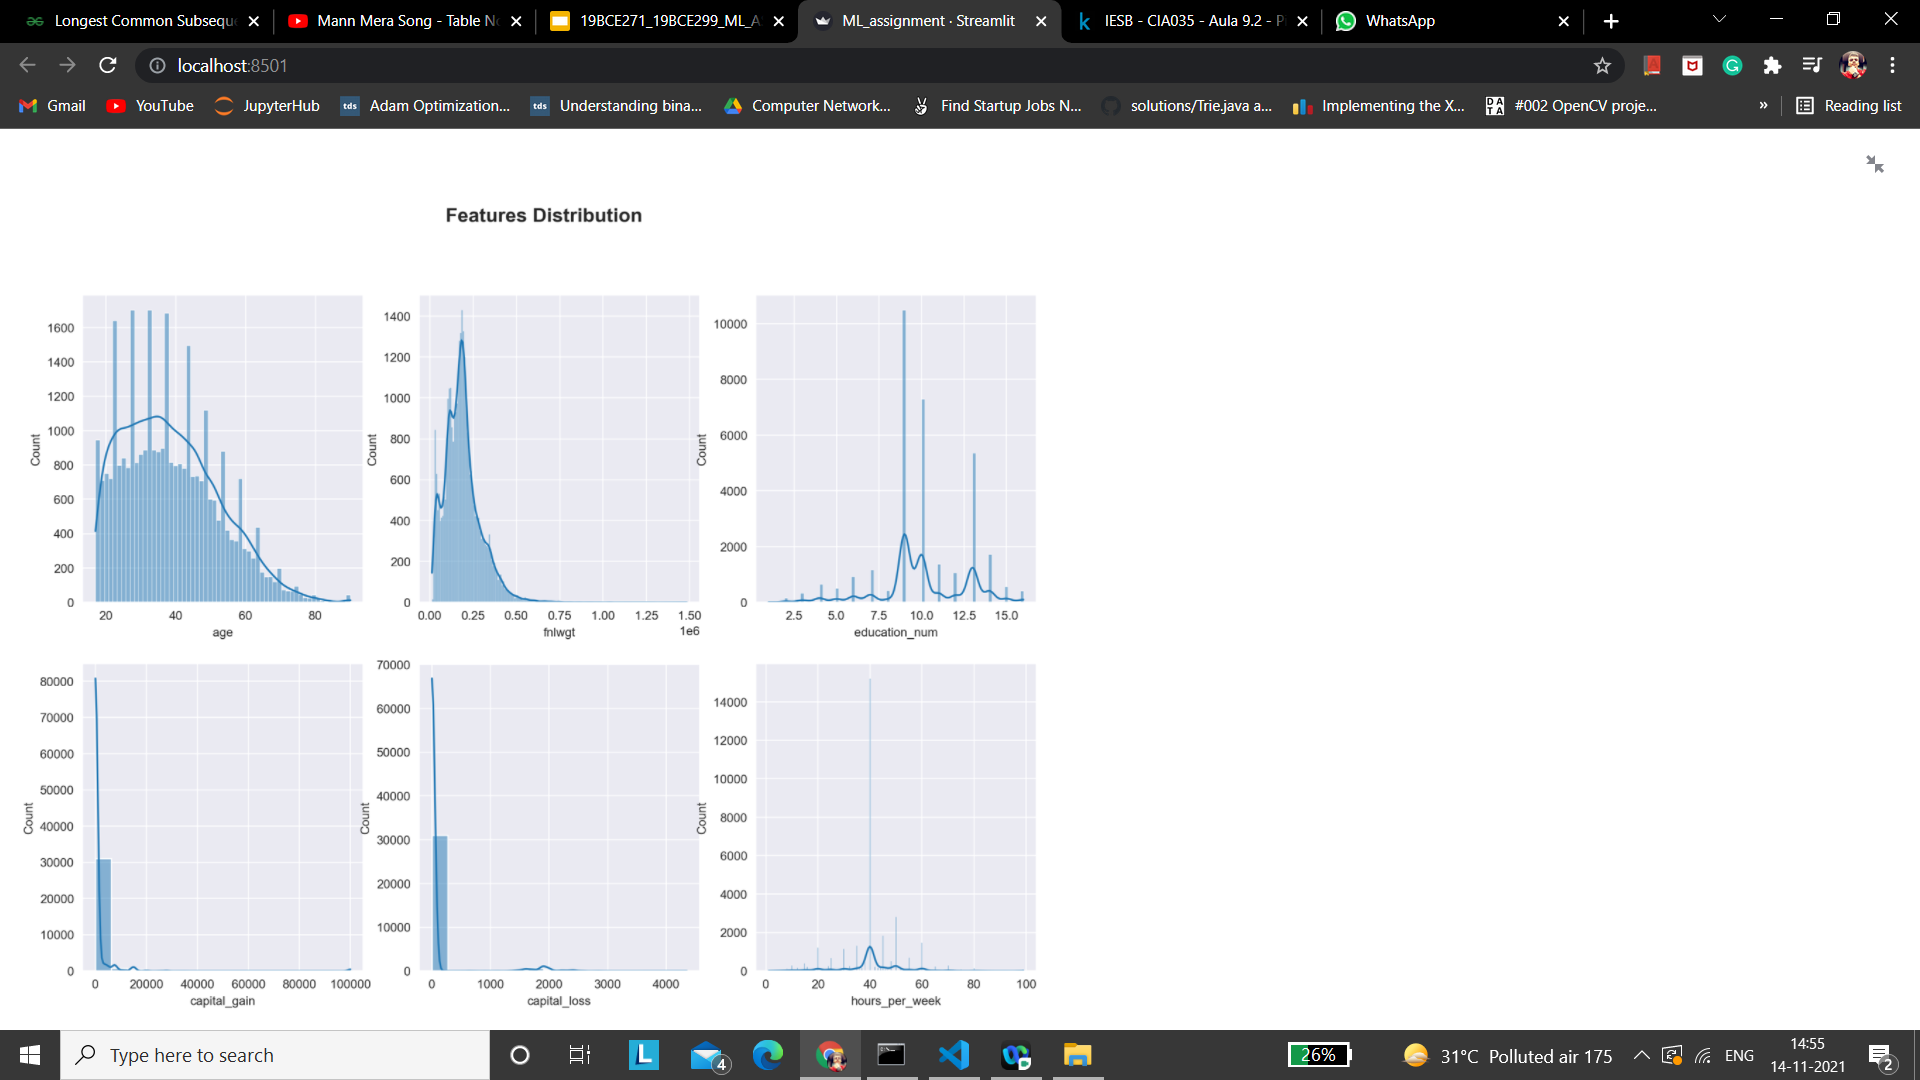 Longest Common Subseque
Mann Mera Song - Table No
19BCE271_19BCE299_ML_A
ML_assignment · Streamlit
IESB - CIA035 - Aula 9.2 - P
WhatsApp
localhost:8501
Gmail
YouTube
JupyterHub
tds Adam Optimization...
tds Understanding bina...
Computer Network...
Find Startup Jobs N...
solutions/Trie.java a...
Implementing the X...
DATA #002 OpenCV proje...
»
Reading list
Features Distribution
1600
1400
1200
1000
800
600
400
200
0
Count
20 40 60 80
age
1400
1200
1000
800
600
400
200
0
Count
0.00 0.25 0.50 0.75 1.00 1.25 1.50
1e6
fnlwgt
10000
8000
6000
4000
2000
0
Count
2.5 5.0 7.5 10.0 12.5 15.0
education_num
80000
70000
60000
50000
40000
30000
20000
10000
0
Count
0 20000 40000 60000 80000 100000
capital_gain
70000
60000
50000
40000
30000
20000
10000
0
Count
0 1000 2000 3000 4000
capital_loss
14000
12000
10000
8000
6000
4000
2000
0
Count
0 20 40 60 80 100
hours_per_week
Type here to search
L
4
26%
31°C Polluted air 175
ENG
14:55
14-11-2021
2